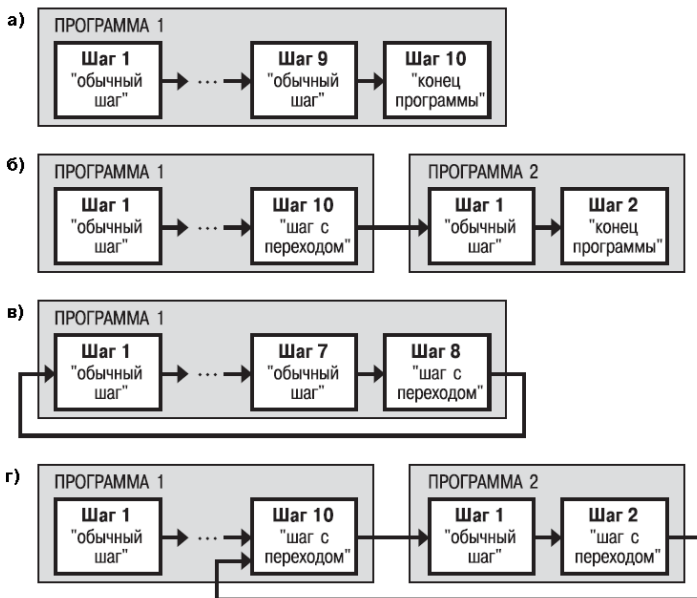 а)
ПРОГРАММА 1
Шаг 1
"обычный
шаг"
...
Шаг 9
"обычный
шаг"
Шаг 10
"конец
программы"
б)
ПРОГРАММА 1
Шаг 1
"обычный
шаг"
...
Шаг 10
"шаг с
переходом"
ПРОГРАММА 2
Шаг 1
"обычный
шаг"
Шаг 2
"конец
программы"
в)
ПРОГРАММА 1
Шаг 1
"обычный
шаг"
...
Шаг 7
"обычный
шаг"
Шаг 8
"шаг с
переходом"
г)
ПРОГРАММА 1
Шаг 1
"обычный
шаг"
...
Шаг 10
"шаг с
переходом"
ПРОГРАММА 2
Шаг 1
"обычный
шаг"
Шаг 2
"шаг с
переходом"